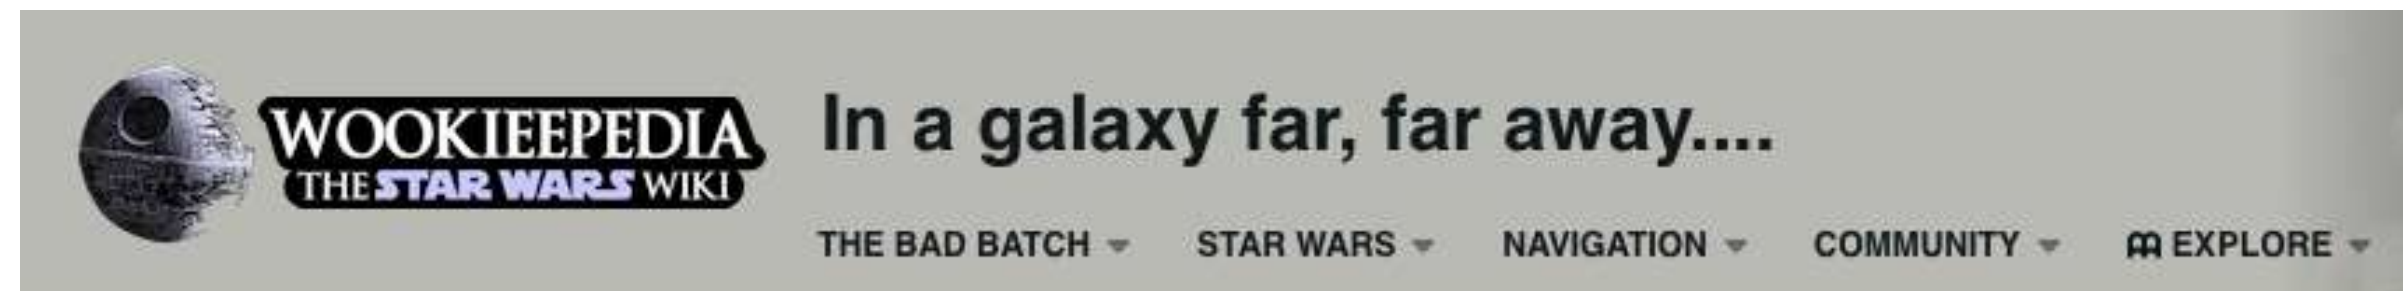 WOOKIEEPEDIA
THE STAR WARS WIKI
In a galaxy far, far away....
THE BAD BATCH STAR WARS NAVIGATION COMMUNITY EXPLORE